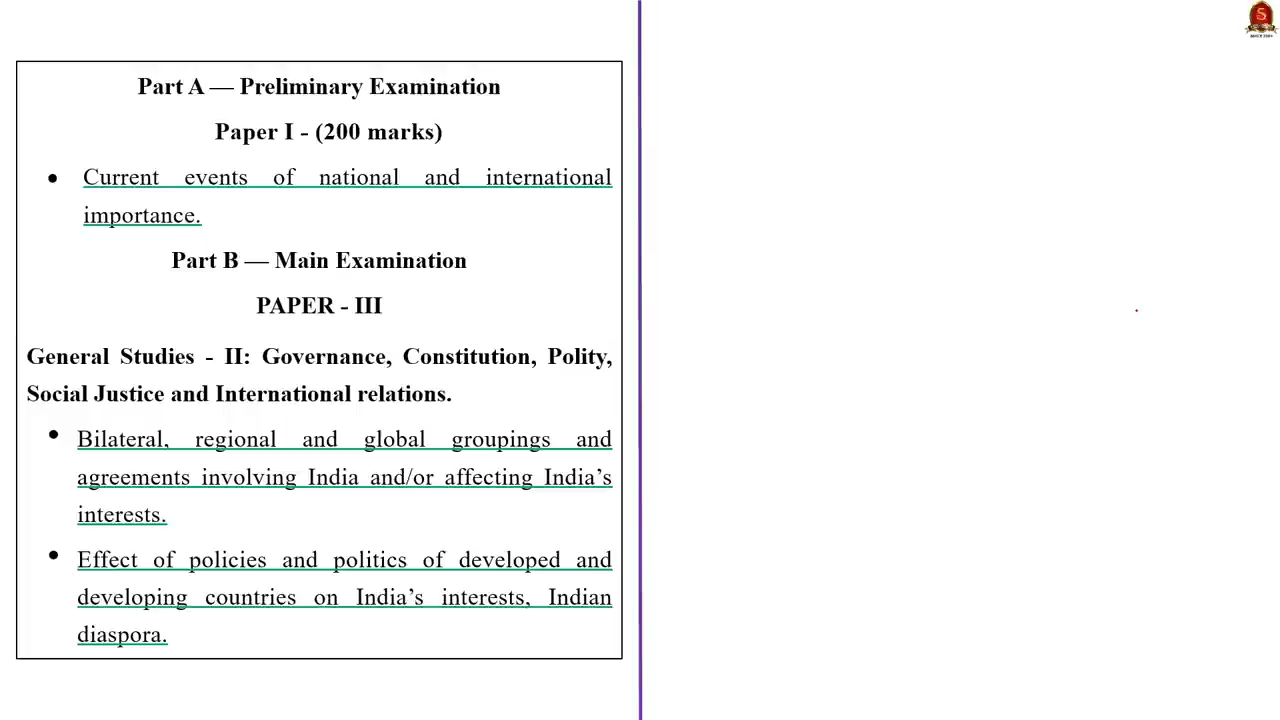 Part A — Preliminary Examination
Paper I - (200 marks)
• Current events of national and international
importance.
Part B — Main Examination
PAPER - III
General Studies - II: Governance, Constitution, Polity,
Social Justice and International relations.
• Bilateral, regional and global groupings and
agreements involving India and/or affecting India's
interests.
• Effect of policies and politics of developed and
developing countries on India's interests, Indian
diaspora.
S